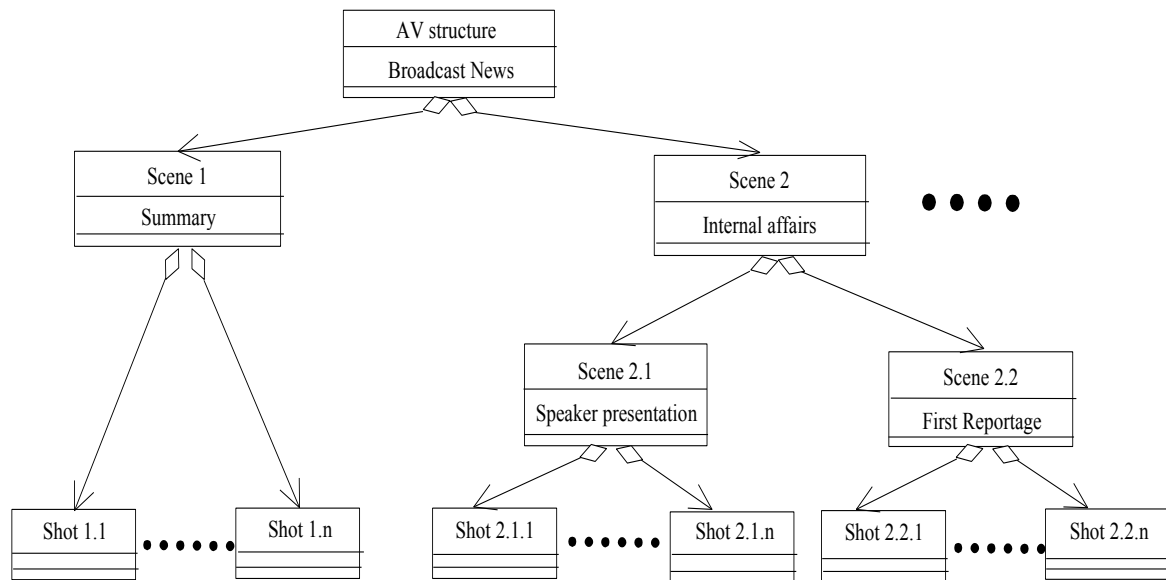 AV structure
Broadcast News
Scene 1
Summary
Scene 2
Internal affairs
Scene 2.1
Speaker presentation
Scene 2.2
First Reportage
Shot 1.1
Shot 1.n
Shot 2.1.1
Shot 2.1.n
Shot 2.2.1
Shot 2.2.n